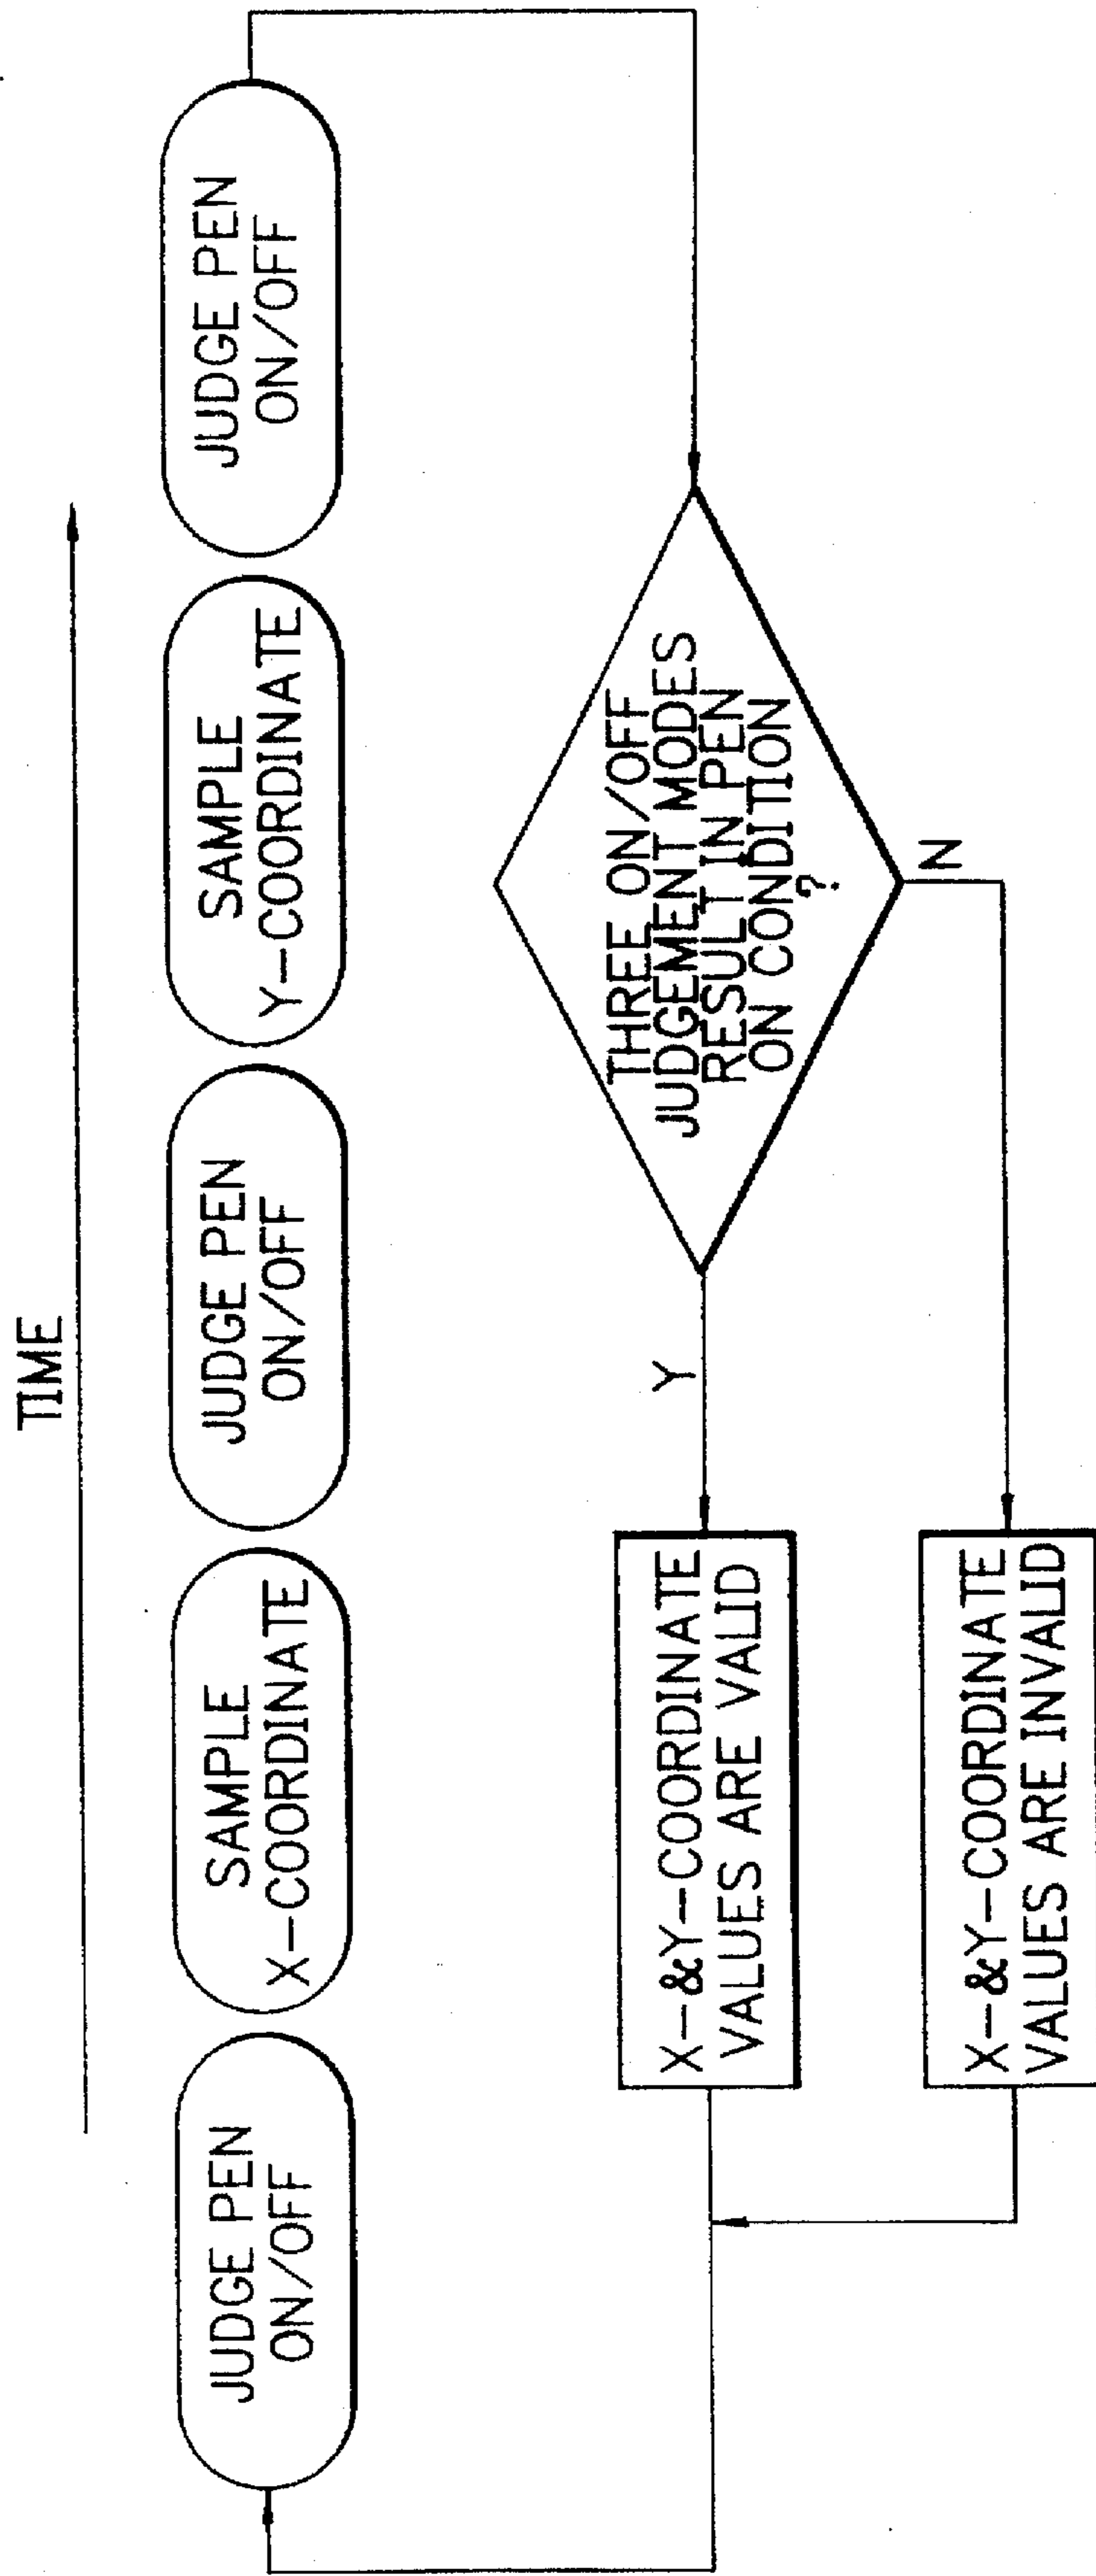 TIME
JUDGE PEN
ON/OFF
SAMPLE
X-COORDINATE
JUDGE PEN
ON/OFF
SAMPLE
Y-COORDINATE
JUDGE PEN
ON/OFF
THREE ON/OFF
JUDGEMENT MODES
RESULT IN PEN
ON CONDITION
?
Y
N
X-&Y-COORDINATE
VALUES ARE VALID
X-&Y-COORDINATE
VALUES ARE INVALID